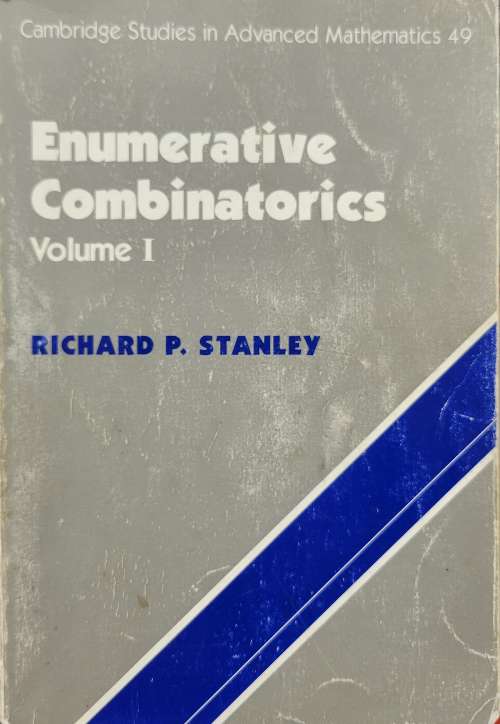 Cambridge Studies in Advanced Mathematics 49
Enumerative
Combinatorics
Volume I
RICHARD P. STANLEY